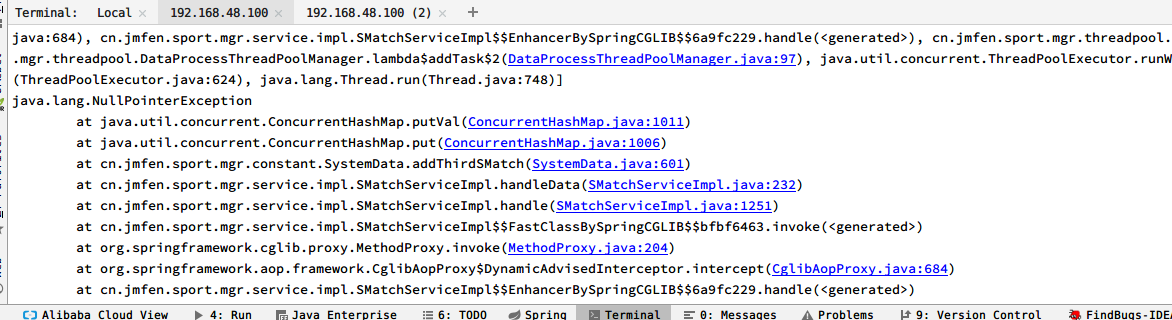 Terminal: Local × 192.168.48.100 × 192.168.48.100 (2) × +
java:684), cn.jmfen.sport.mgr.service.impl.SMatchServiceImpl$$EnhancerBySpringCGLIB$$6a9fc229.handle(<generated>), cn.jmfen.sport.mgr.threadpool.
.mgr.threadpool.DataProcessThreadPoolManager.lambda$addTask$2(DataProcessThreadPoolManager.java:97), java.util.concurrent.ThreadPoolExecutor.runW
(ThreadPoolExecutor.java:624), java.lang.Thread.run(Thread.java:748)]
java.lang.NullPointerException
at java.util.concurrent.ConcurrentHashMap.putVal(ConcurrentHashMap.java:1011)
at java.util.concurrent.ConcurrentHashMap.put(ConcurrentHashMap.java:1006)
at cn.jmfen.sport.mgr.constant.SystemData.addThirdSMatch(SystemData.java:601)
at cn.jmfen.sport.mgr.service.impl.SMatchServiceImpl.handleData(SMatchServiceImpl.java:232)
at cn.jmfen.sport.mgr.service.impl.SMatchServiceImpl.handle(SMatchServiceImpl.java:1251)
at cn.jmfen.sport.mgr.service.impl.SMatchServiceImpl$$FastClassBySpringCGLIB$$bfbf6463.invoke(<generated>)
at org.springframework.cglib.proxy.MethodProxy.invoke(MethodProxy.java:204)
at org.springframework.aop.framework.CglibAopProxy$DynamicAdvisedInterceptor.intercept(CglibAopProxy.java:684)
at cn.jmfen.sport.mgr.service.impl.SMatchServiceImpl$$EnhancerBySpringCGLIB$$6a9fc229.handle(<generated>)
Alibaba Cloud View 4: Run Java Enterprise 6: TODO Spring Terminal 0: Messages Problems 9: Version Control FindBugs-IDE